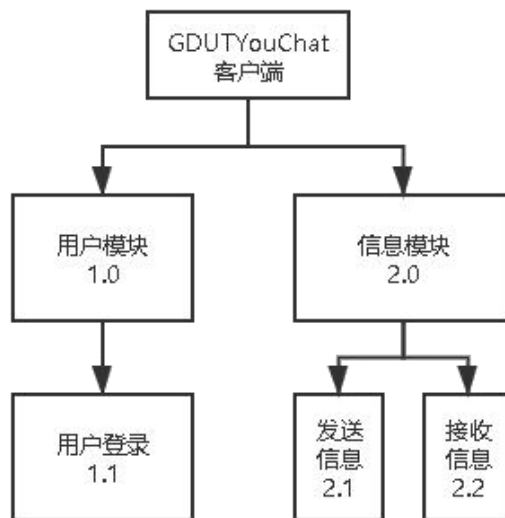 GDUTYouChat
客户端
用户模块
1.0
信息模块
2.0
用户登录
1.1
发送
信息
2.1
接收
信息
2.2